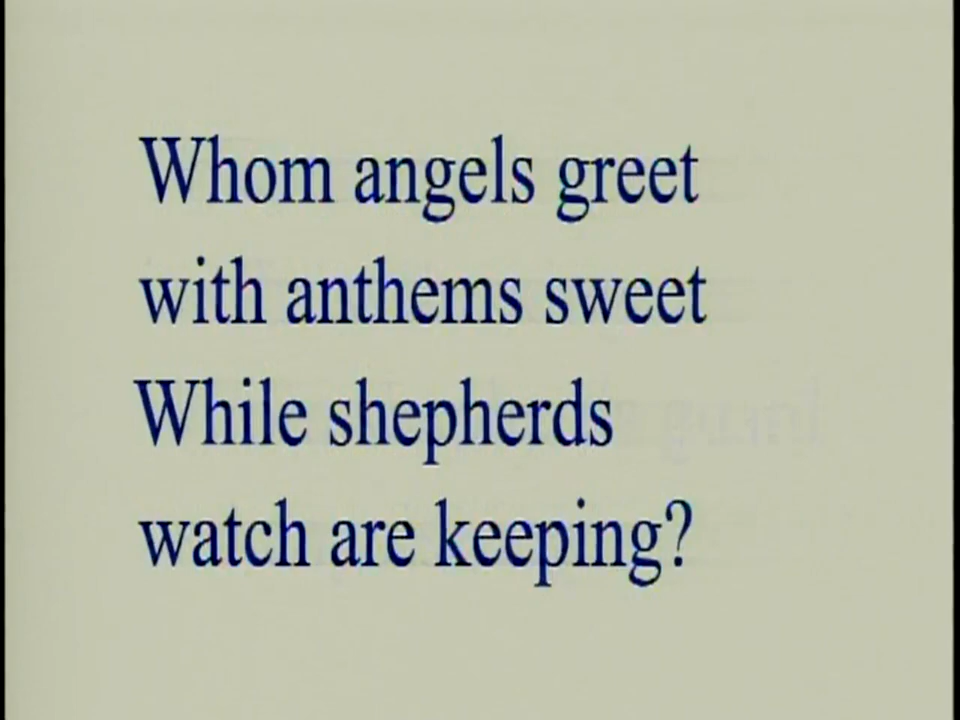 Whom angels greet
with anthems sweet
While shepherds
watch are keeping?